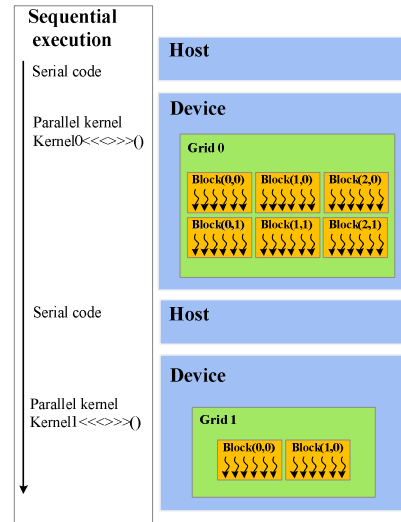 Sequential
execution
Serial code
Host
Device
Parallel kernel
Kernel0<<<>>>()
Grid 0
Block(0,0) Block(1,0) Block(2,0)
Block(0,1) Block(1,1) Block(2,1)
Serial code
Host
Device
Parallel kernel
Kernel1<<<>>>()
Grid 1
Block(0,0) Block(1,0)